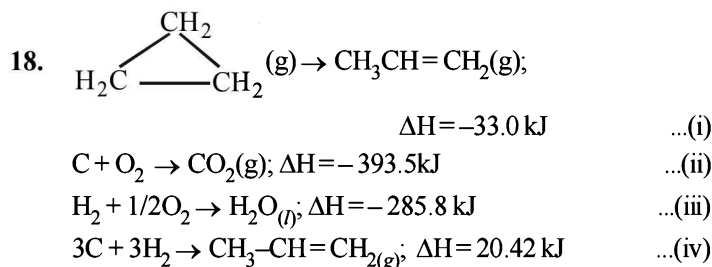 18. CH₂ H₂C CH₂ (g) → CH₃CH=CH₂(g);
ΔH=–33.0 kJ ...(i)
C + O₂ → CO₂(g); ΔH=–393.5kJ ...(ii)
H₂ + 1/2O₂ → H₂O₍l₎; ΔH=–285.8 kJ ...(iii)
3C + 3H₂ → CH₃–CH=CH₂₍g₎; ΔH=20.42 kJ ...(iv)